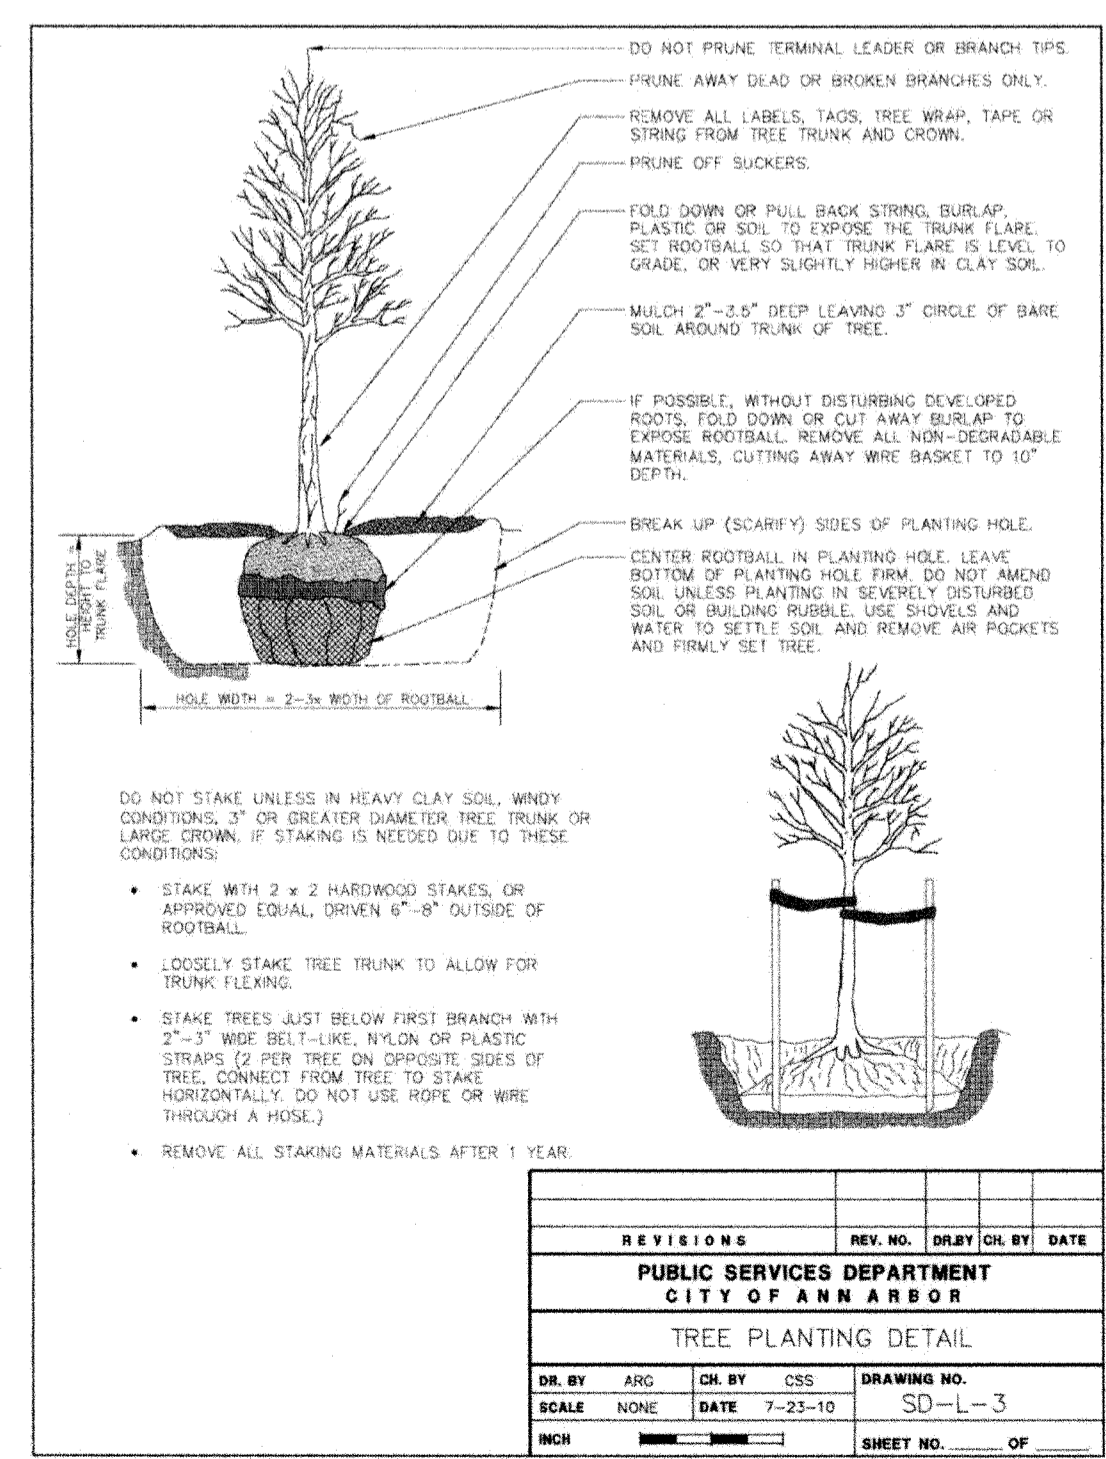 DO NOT PRUNE TERMINAL LEADER OR BRANCH TIPS.
PRUNE AWAY DEAD OR BROKEN BRANCHES ONLY.
REMOVE ALL LABELS, TAGS, TREE WRAP, TAPE OR
STRING FROM TREE TRUNK AND CROWN.
PRUNE OFF SUCKERS.
FOLD DOWN OR PULL BACK STRING, BURLAP,
PLASTIC OR SOIL TO EXPOSE THE TRUNK FLARE.
SET ROOTBALL SO THAT TRUNK FLARE IS LEVEL TO
GRADE, OR VERY SLIGHTLY HIGHER IN CLAY SOIL.
MULCH 2"-3.5" DEEP LEAVING 3" CIRCLE OF BARE
SOIL AROUND TRUNK OF TREE.
IF POSSIBLE, WITHOUT DISTURBING DEVELOPED
ROOTS, FOLD DOWN OR CUT AWAY BURLAP TO
EXPOSE ROOTBALL. REMOVE ALL NON-DEGRADABLE
MATERIALS, CUTTING AWAY WIRE BASKET TO 10"
DEPTH.
BREAK UP (SCARIFY) SIDES OF PLANTING HOLE.
CENTER ROOTBALL IN PLANTING HOLE. LEAVE
BOTTOM OF PLANTING HOLE FIRM. DO NOT AMEND
SOIL UNLESS PLANTING IN SEVERELY DISTURBED
SOIL OR BUILDING RUBBLE. USE SHOVELS AND
WATER TO SETTLE SOIL AND REMOVE AIR POCKETS
AND FIRMLY SET TREE.
HOLE DEPTH =
HEIGHT TO
TRUNK FLARE
HOLE WIDTH = 2-3x WIDTH OF ROOTBALL
DO NOT STAKE UNLESS IN HEAVY CLAY SOIL, WINDY
CONDITIONS, 3" OR GREATER DIAMETER TREE TRUNK OR
LARGE CROWN. IF STAKING IS NEEDED DUE TO THESE
CONDITIONS:
• STAKE WITH 2 x 2 HARDWOOD STAKES, OR
APPROVED EQUAL, DRIVEN 6"-8" OUTSIDE OF
ROOTBALL.
• LOOSELY STAKE TREE TRUNK TO ALLOW FOR
TRUNK FLEXING.
• STAKE TREES JUST BELOW FIRST BRANCH WITH
2"-3" WIDE BELT-LIKE, NYLON OR PLASTIC
STRAPS (2 PER TREE ON OPPOSITE SIDES OF
TREE, CONNECT FROM TREE TO STAKE
HORIZONTALLY. DO NOT USE ROPE OR WIRE
THROUGH A HOSE.)
• REMOVE ALL STAKING MATERIALS AFTER 1 YEAR.
REVISIONS REV. NO. DR.BY CH. BY DATE
PUBLIC SERVICES DEPARTMENT
CITY OF ANN ARBOR
TREE PLANTING DETAIL
DR. BY ARG CH. BY CSS DRAWING NO.
SCALE NONE DATE 7-23-10 SD-L-3
INCH SHEET NO. ______ OF ______